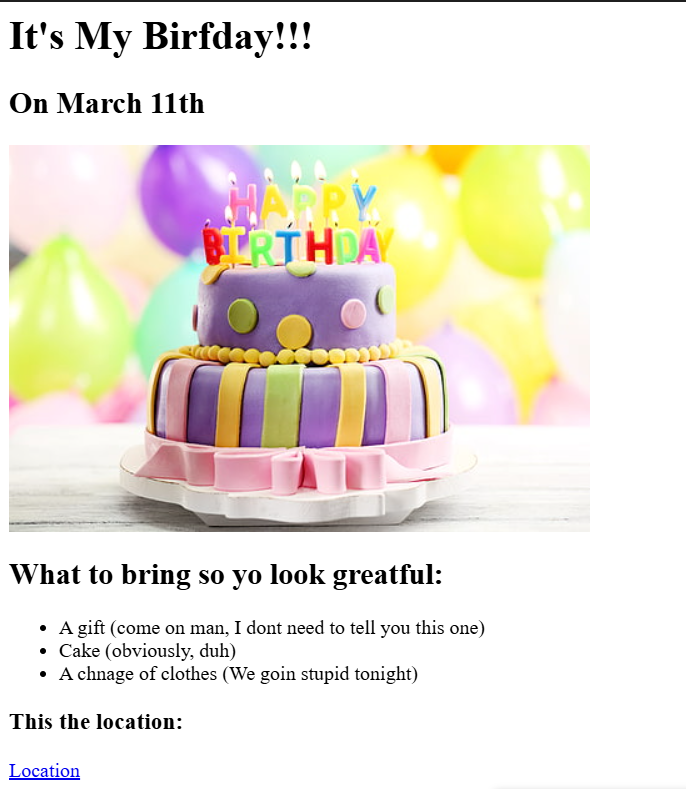 It's My Birfday!!!
On March 11th
HAPPY
BIRTHDAY
What to bring so yo look greatful:
A gift (come on man, I dont need to tell you this one)
Cake (obviously, duh)
A chnage of clothes (We goin stupid tonight)
This the location:
Location